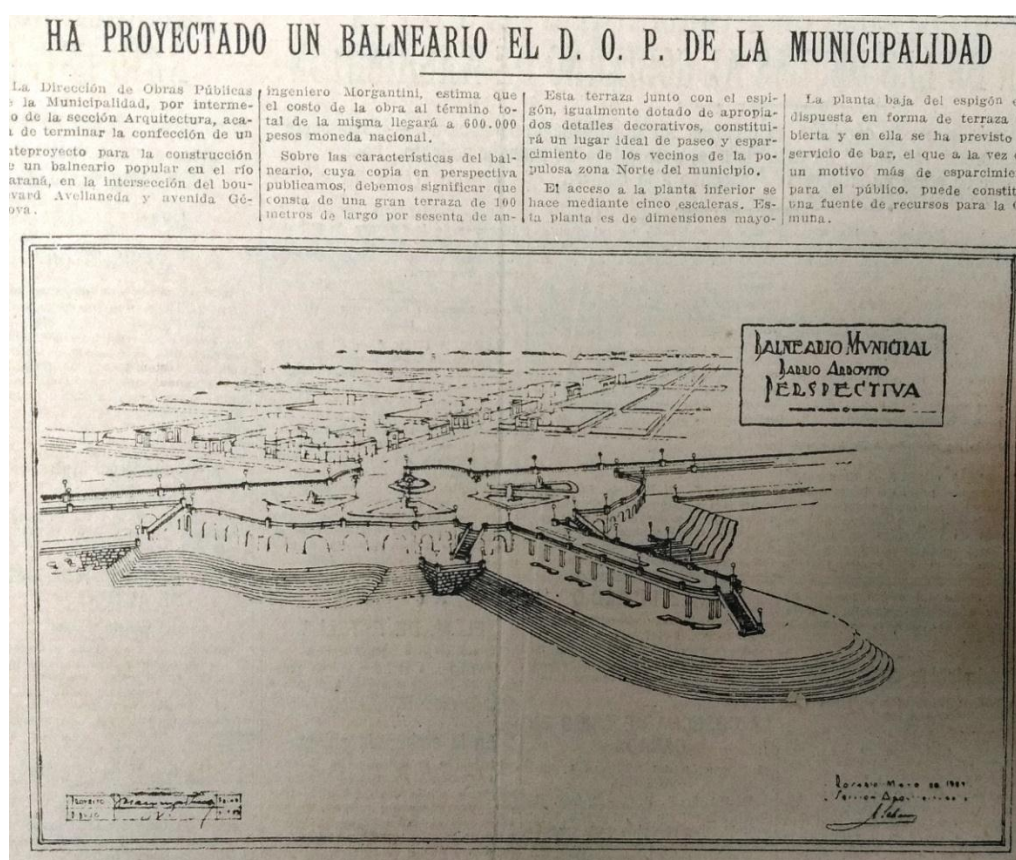 HA PROYECTADO UN BALNEARIO EL D. O. P. DE LA MUNICIPALIDAD
La Dirección de Obras Públicas
la Municipalidad, por interme-
o de la sección Arquitectura, aca-
de terminar la confección de un
nteproyecto para la construcción
e un balneario popular en el río
araná, en la intersección del bou-
vard Avellaneda y avenida Gé-
ova.
ingeniero Morgantini, estima que
el costo de la obra al término to-
tal de la misma llegará a 600.000
pesos moneda nacional.
Sobre las características del bal-
neario, cuya copia en perspectiva
publicamos, debemos significar que
consta de una gran terraza de 100
metros de largo por sesenta de an-
Esta terraza junto con el espi-
gón, igualmente dotado de apropia-
dos detalles decorativos, constitui-
rá un lugar ideal de paseo y espar-
cimiento de los vecinos de la po-
pulosa zona Norte del municipio.
El acceso a la planta inferior se
hace mediante cinco escaleras. Es-
ta planta es de dimensiones mayo-
La planta baja del espigón
dispuesta en forma de terraza
bierta y en ella se ha previsto
servicio de bar, el que a la vez
un motivo más de esparcimien
para el público, puede constit
una fuente de recursos para la
muna.
BALNEARIO MVNICIPAL
BARRIO ARROYITO
PERSPECTIVA
Rosario Mayo
Sección